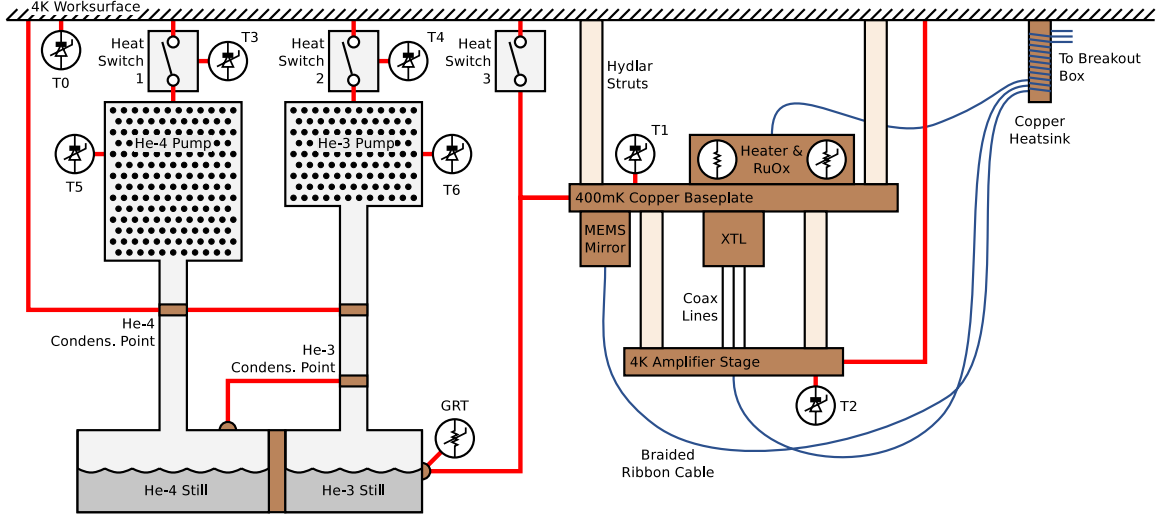 4K Worksurface
T0
Heat
Switch
1
T3
Heat
Switch
2
T4
Heat
Switch
3
Hydlar
Struts
To Breakout
Box
Copper
Heatsink
He-4 Pump
T5
He-3 Pump
T6
T1
Heater &
RuOx
400mK Copper Baseplate
MEMS
Mirror
XTL
Coax
Lines
He-4
Condens. Point
He-3
Condens. Point
4K Amplifier Stage
T2
GRT
Braided
Ribbon Cable
He-4 Still
He-3 Still